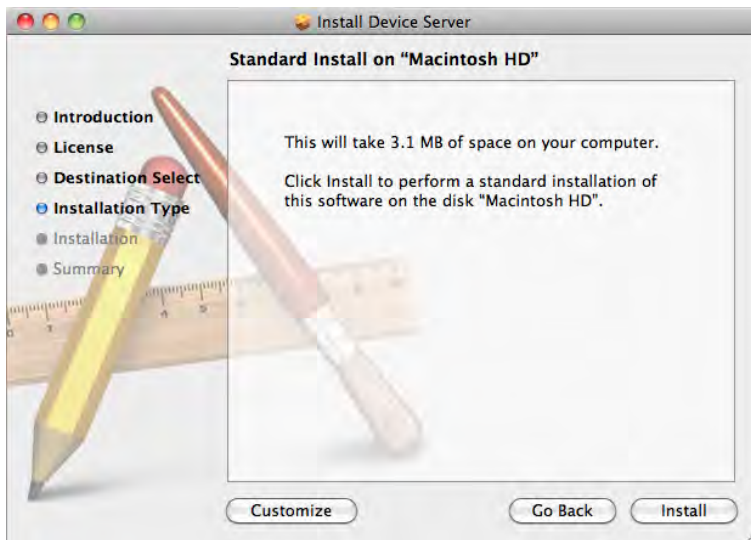 Install Device Server
Standard Install on “Macintosh HD”
Introduction
License
Destination Select
Installation Type
Installation
Summary
This will take 3.1 MB of space on your computer.
Click Install to perform a standard installation of
this software on the disk "Macintosh HD".
Customize
Go Back
Install